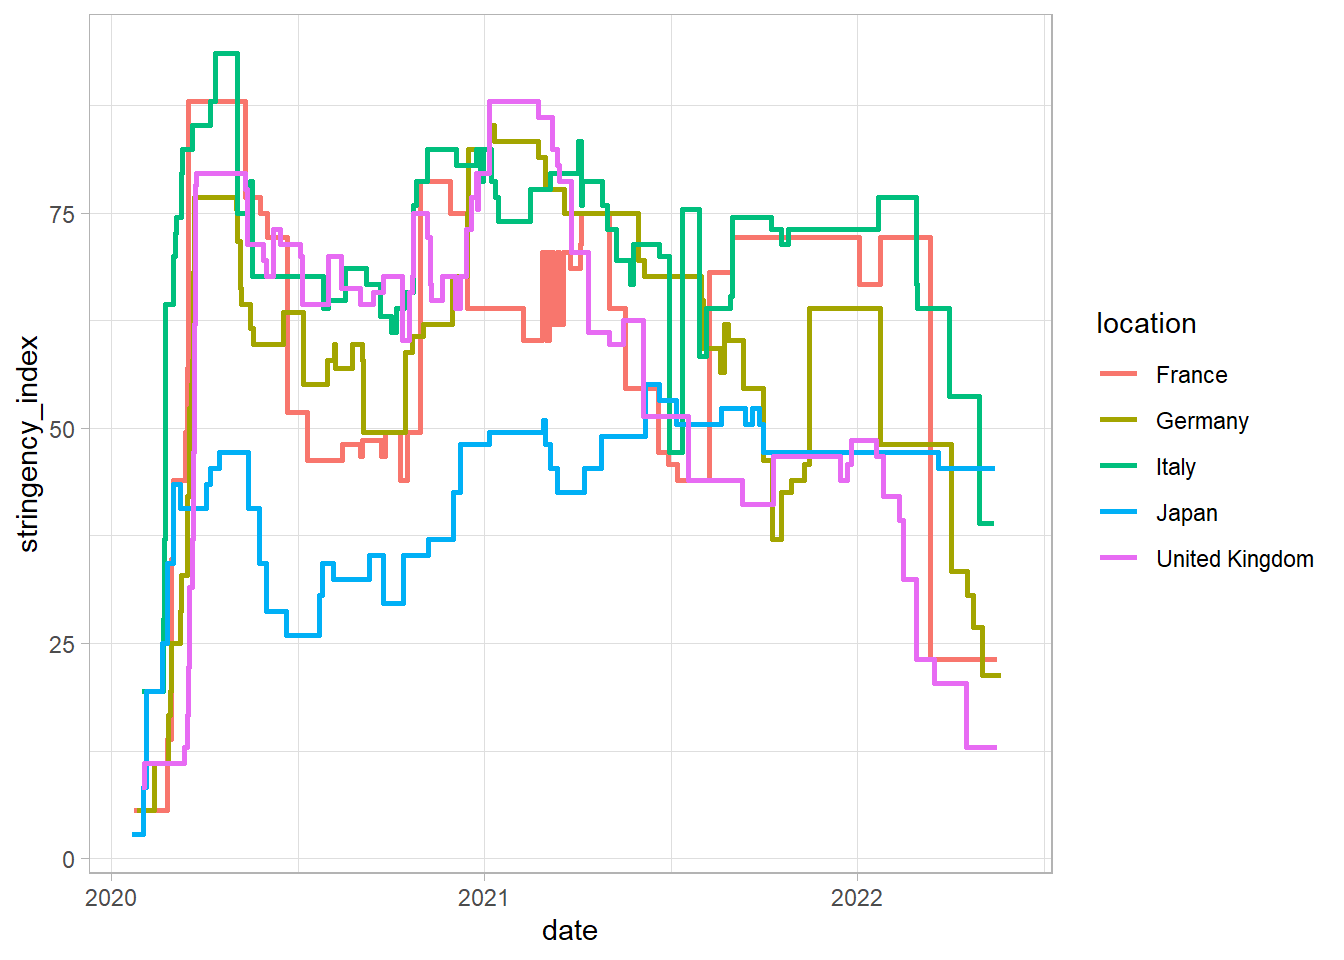 stringency_index
75
50
25
0
2020
2021
2022
date
location
France
Germany
Italy
Japan
United Kingdom